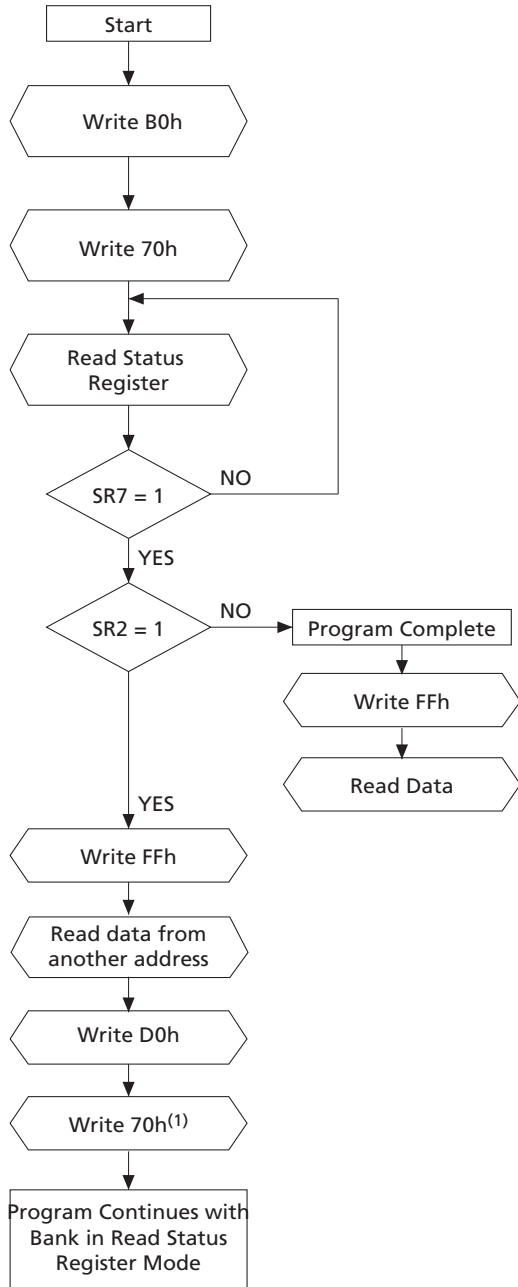 Start
Write B0h
Write 70h
Read Status
Register
SR7 = 1
NO
YES
SR2 = 1
NO
Program Complete
Write FFh
Read Data
YES
Write FFh
Read data from
another address
Write D0h
Write 70h(1)
Program Continues with
Bank in Read Status
Register Mode